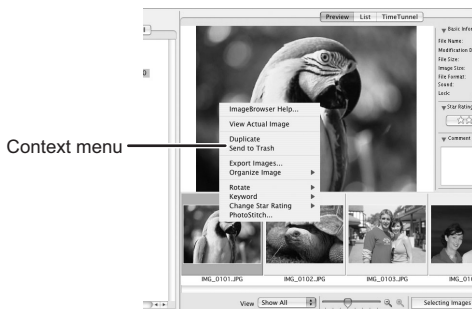 Preview List TimeTunnel
Basic Infor
File Name:
Modification D
File Size:
Image Size:
File Format:
Sound:
Lock:
Star Rating
Comment
Context menu
ImageBrowser Help...
View Actual Image
Duplicate
Send to Trash
Export Images...
Organize Image
Rotate
Keyword
Change Star Rating
PhotoStitch...
IMG_0101.JPG IMG_0102.JPG IMG_0103.JPG IMG_010
View Show All Selecting Images